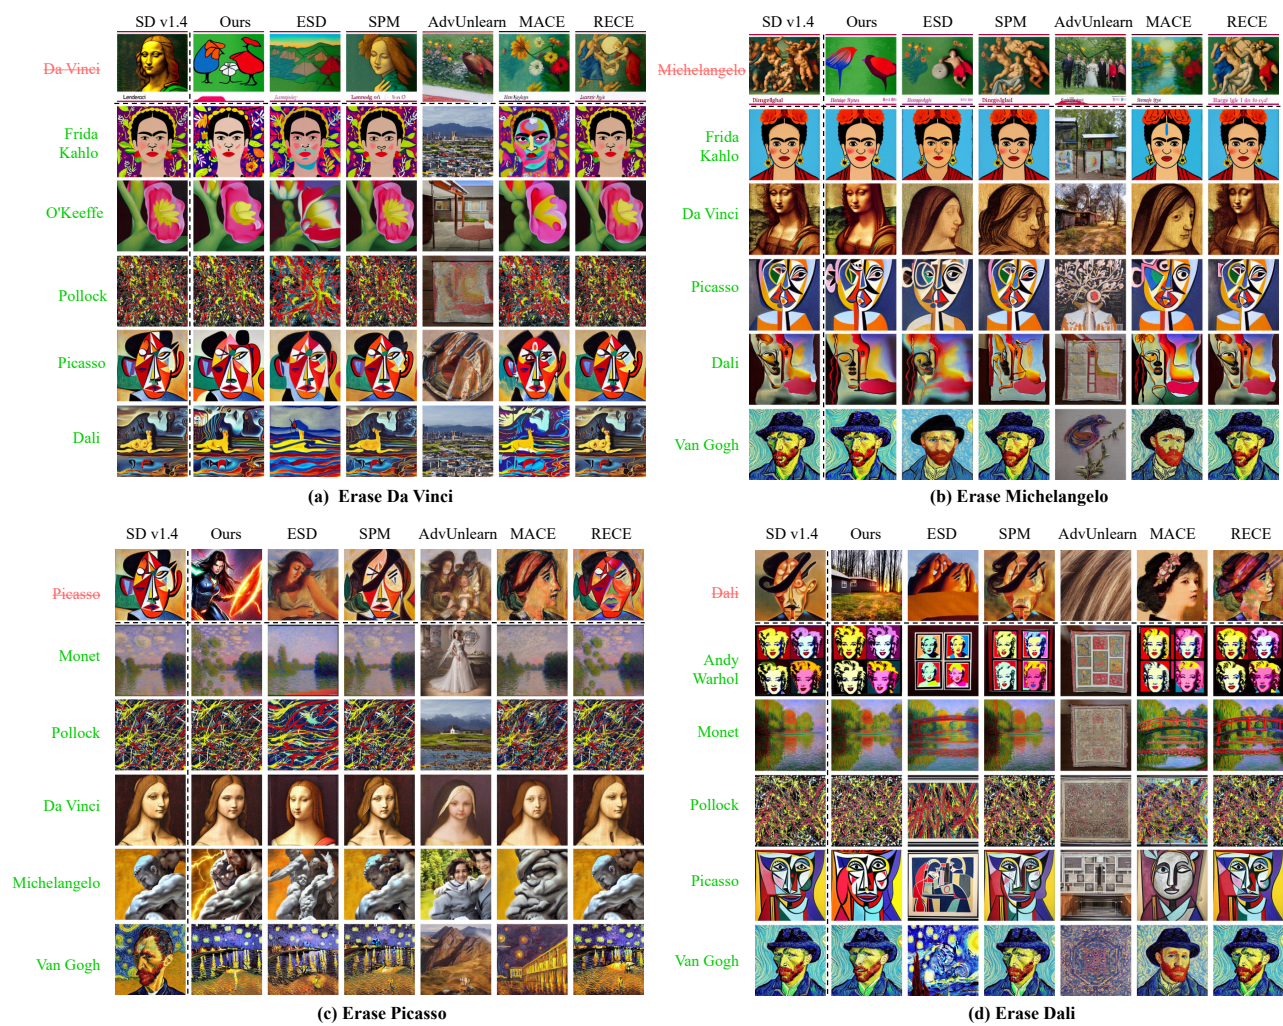 SD v1.4 Ours ESD SPM AdvUnlearn MACE RECE
Da Vinci
Frida
Kahlo
O'Keeffe
Pollock
Picasso
Dali
(a) Erase Da Vinci
SD v1.4 Ours ESD SPM AdvUnlearn MACE RECE
Michelangelo
Frida
Kahlo
Da Vinci
Picasso
Dali
Van Gogh
(b) Erase Michelangelo
SD v1.4 Ours ESD SPM AdvUnlearn MACE RECE
Picasso
Monet
Pollock
Da Vinci
Michelangelo
Van Gogh
(c) Erase Picasso
SD v1.4 Ours ESD SPM AdvUnlearn MACE RECE
Dali
Andy
Warhol
Monet
Pollock
Picasso
Van Gogh
(d) Erase Dali